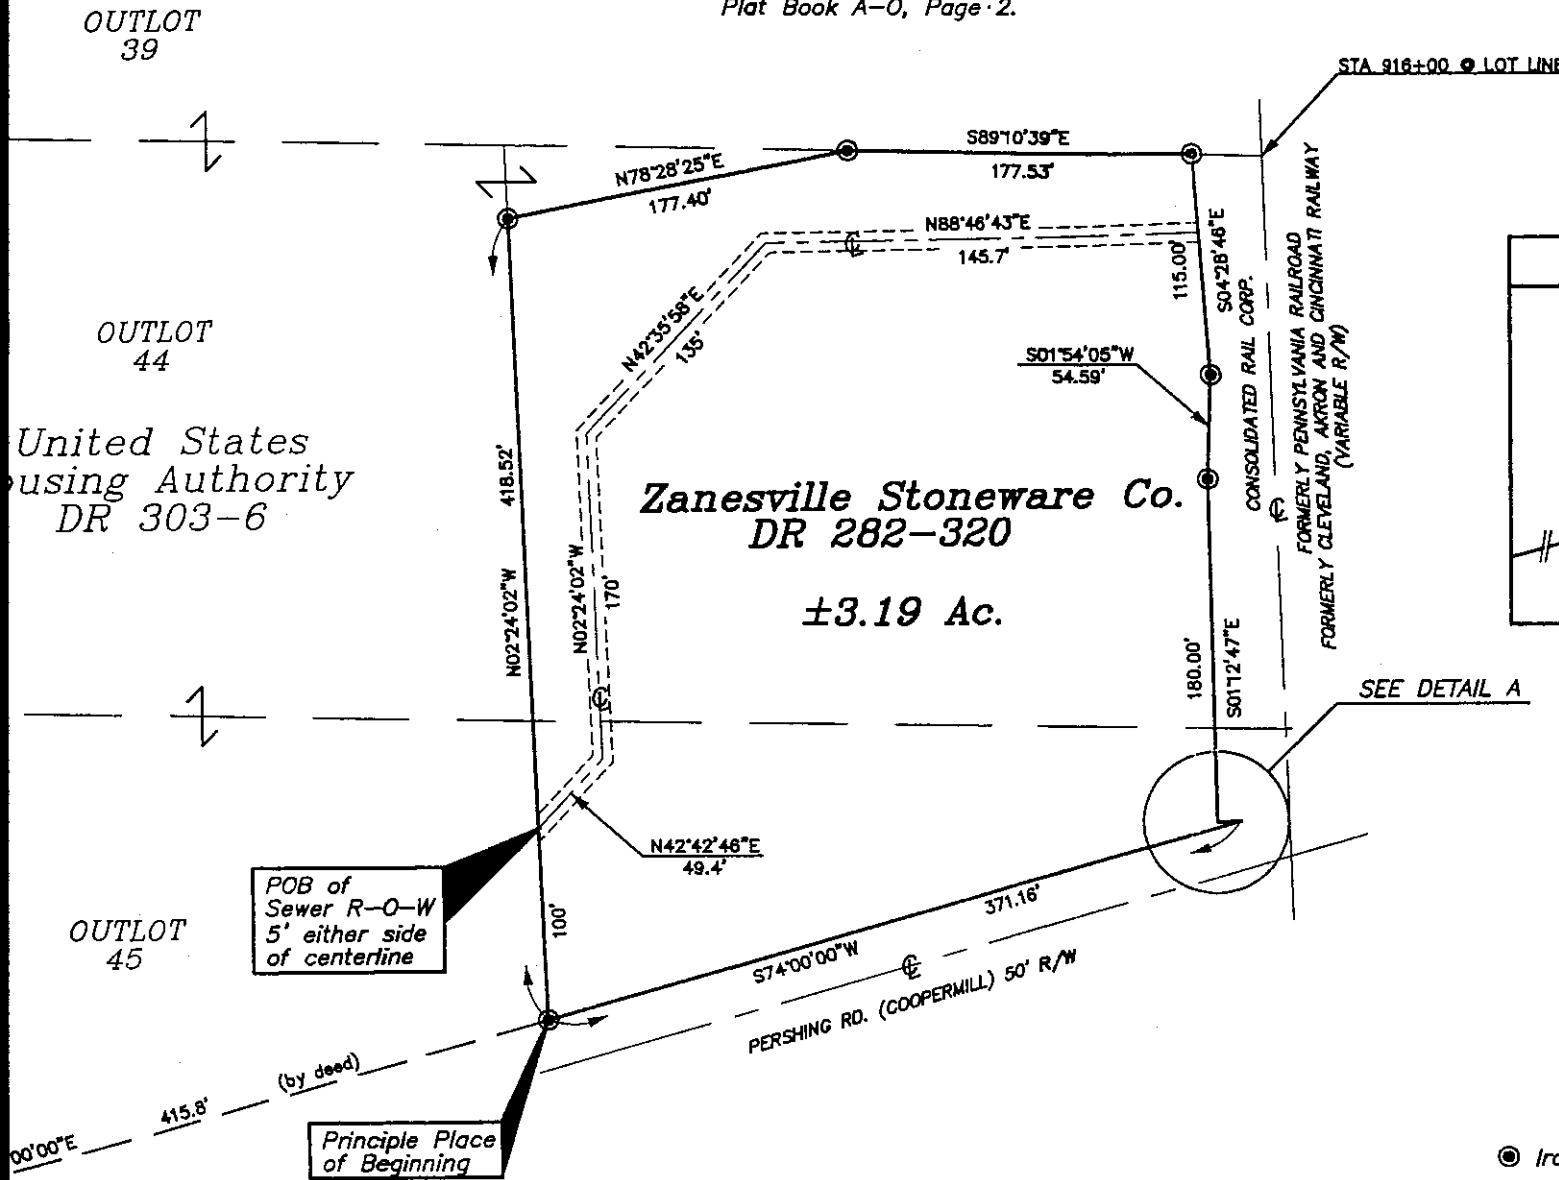 Plat Book A-O, Page 2.
OUTLOT
39
STA 916+00 @ LOT LINE
S89°10'39"E
177.53'
N78°28'25"E
177.40'
N88°46'43"E
145.7'
115.00'
S04°28'46"E
CONSOLIDATED RAIL CORP.
FORMERLY PENNSYLVANIA RAILROAD
FORMERLY CLEVELAND, AKRON AND CINCINNATI RAILWAY
(VARIABLE R/W)
OUTLOT
44
N42°35'58"E
135'
S01°54'05"W
54.59'
United States
using Authority
DR 303-6
418.52'
N02°24'02"W
N02°24'02"W
170'
Zanesville Stoneware Co.
DR 282-320
±3.19 Ac.
180.00'
S01°12'47"E
SEE DETAIL A
N42°42'46"E
49.4'
POB of
Sewer R-O-W
5' either side
of centerline
OUTLOT
45
100'
371.16'
S74°00'00"W
PERSHING RD. (COOPERMILL) 50' R/W
(by deed)
415.8'
00'00"E
Principle Place
of Beginning